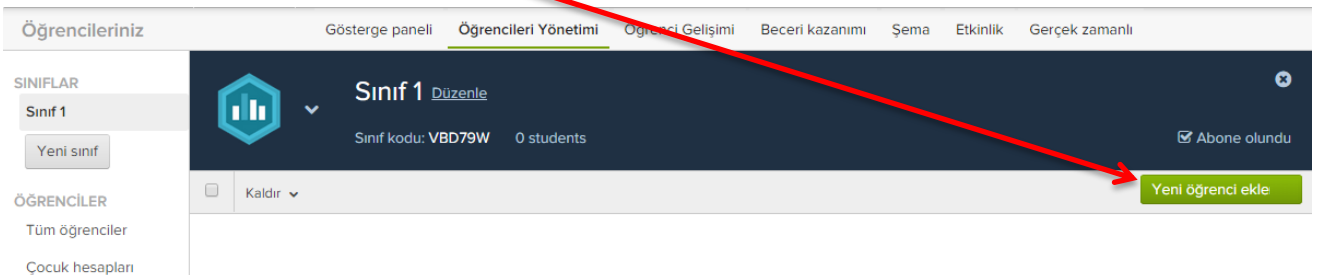 Öğrencileriniz
Gösterge paneli Öğrencileri Yönetimi Öğrenci Gelişimi Beceri kazanımı Şema Etkinlik Gerçek zamanlı
SINIFLAR
Sınıf 1
Yeni sınıf
ÖĞRENCİLER
Tüm öğrenciler
Çocuk hesapları
Sınıf 1 Düzenle
Sınıf kodu: VBD79W 0 students
Abone olundu
Kaldır
Yeni öğrenci ekle